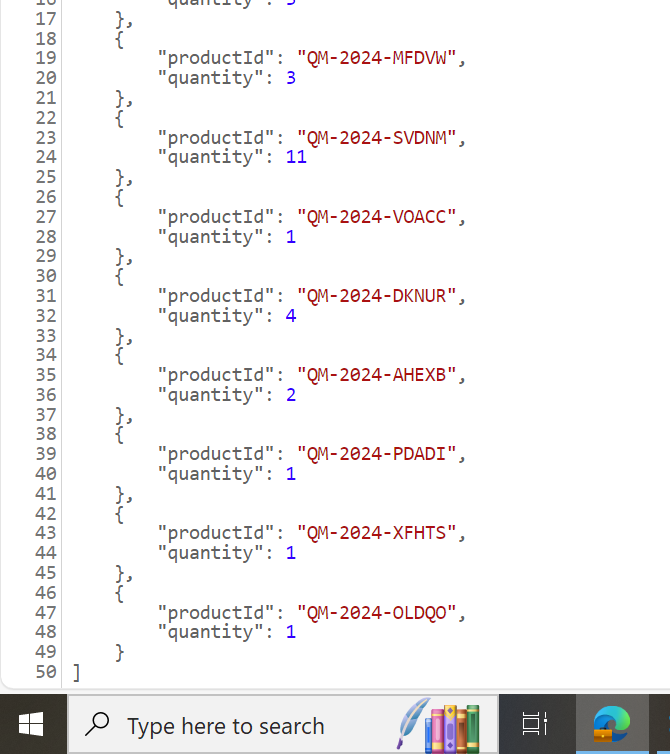 17 },
18 {
19 "productId": "QM-2024-MFDVW",
20 "quantity": 3
21 },
22 {
23 "productId": "QM-2024-SVDNM",
24 "quantity": 11
25 },
26 {
27 "productId": "QM-2024-VOACC",
28 "quantity": 1
29 },
30 {
31 "productId": "QM-2024-DKNUR",
32 "quantity": 4
33 },
34 {
35 "productId": "QM-2024-AHEXB",
36 "quantity": 2
37 },
38 {
39 "productId": "QM-2024-PDADI",
40 "quantity": 1
41 },
42 {
43 "productId": "QM-2024-XFHTS",
44 "quantity": 1
45 },
46 {
47 "productId": "QM-2024-OLDQO",
48 "quantity": 1
49 }
50 ]
Type here to search